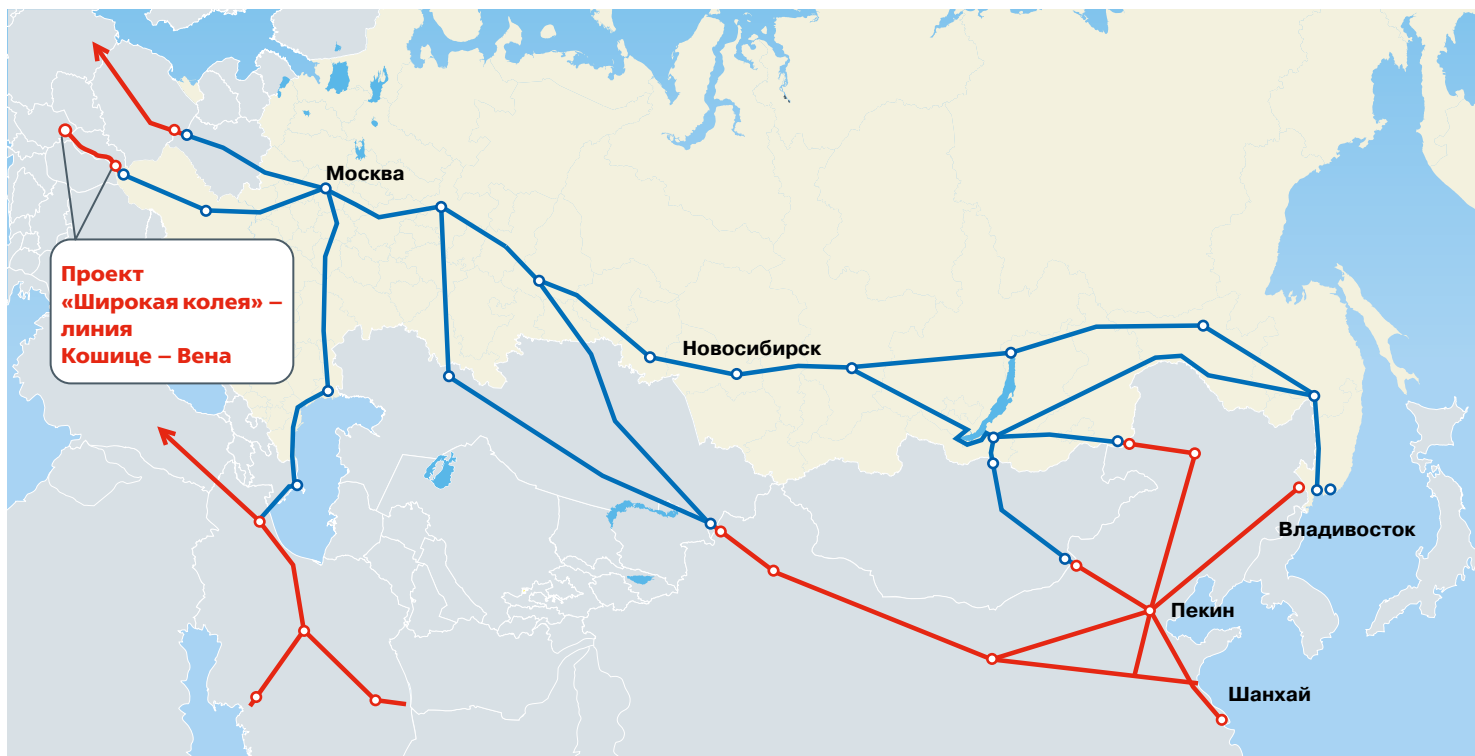 Москва
Проект
«Широкая колея» –
линия
Кошице – Вена
Новосибирск
Владивосток
Пекин
Шанхай